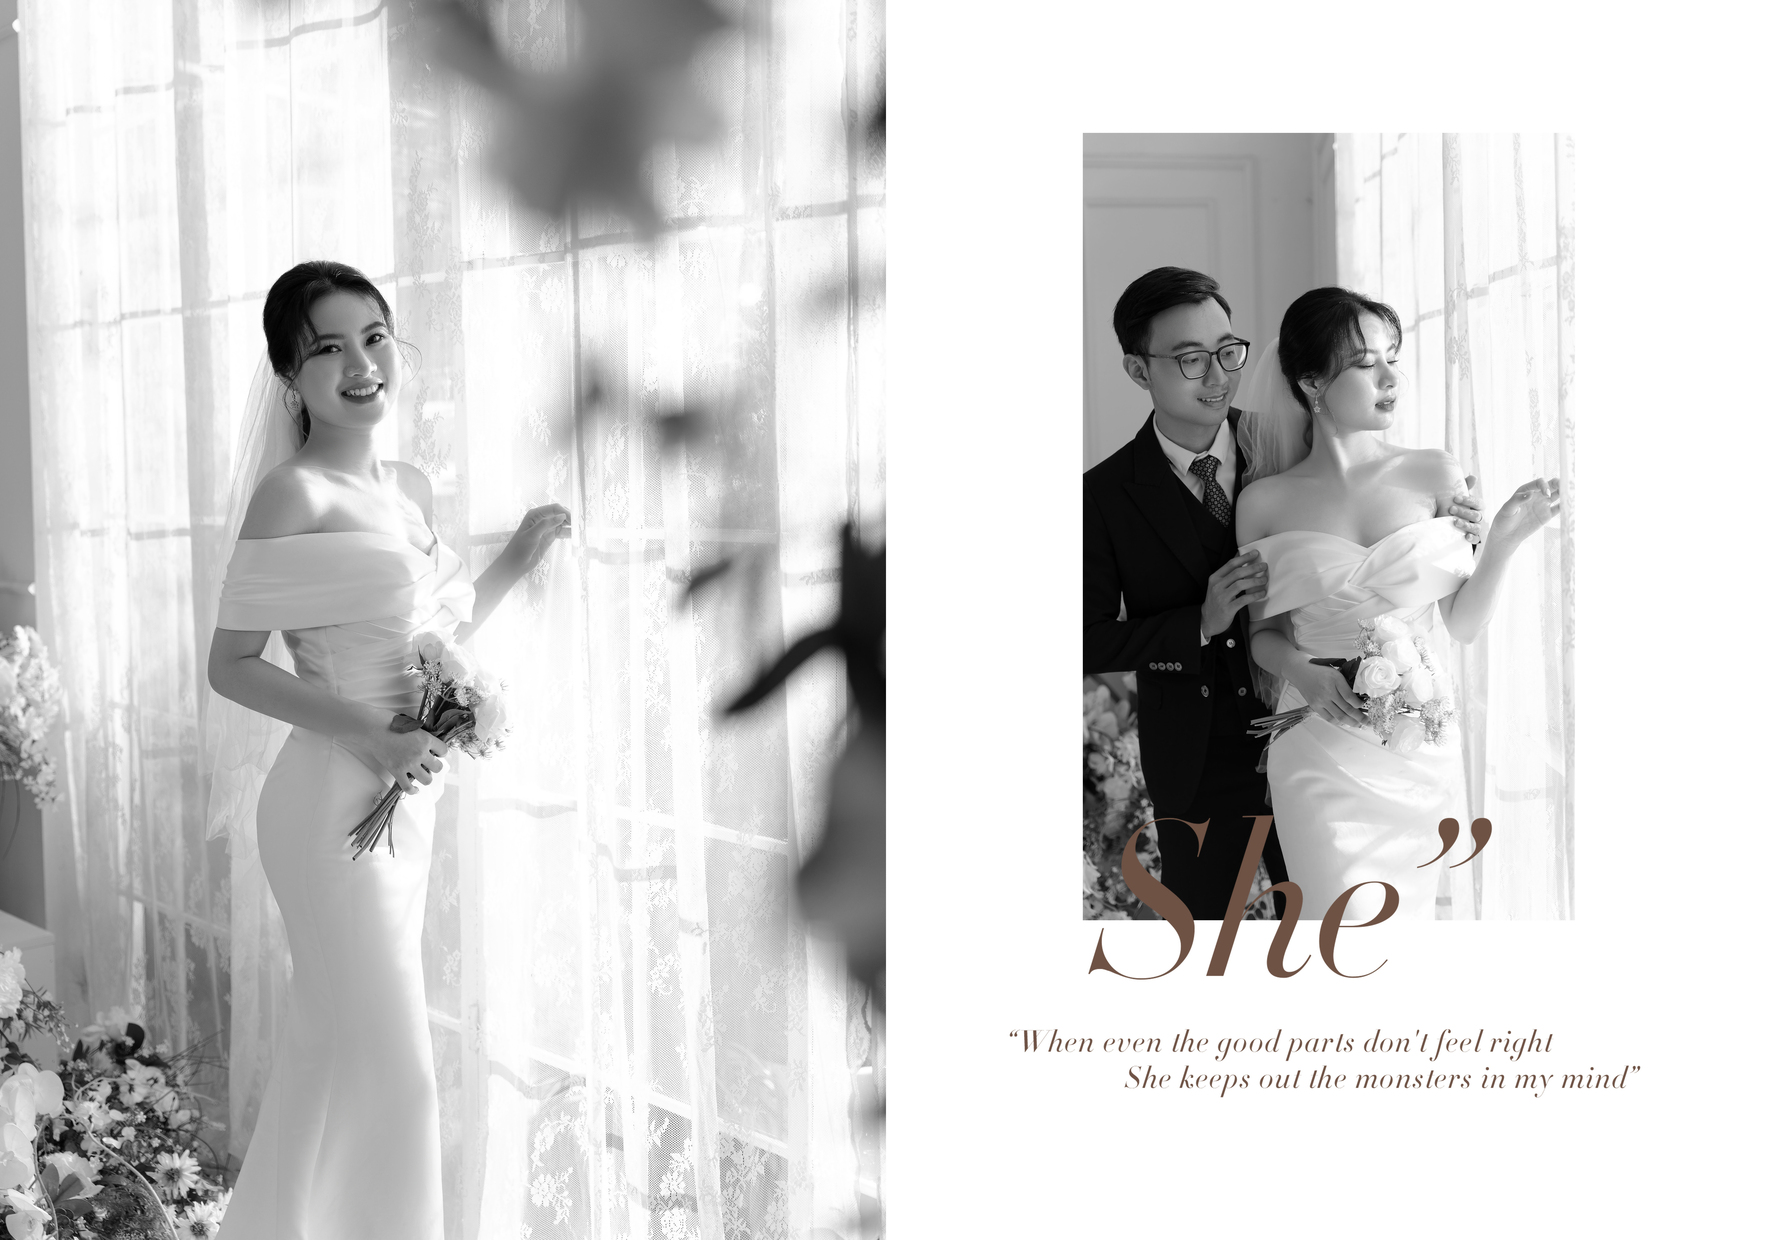 She”
“When even the good parts don't feel right
She keeps out the monsters in my mind”